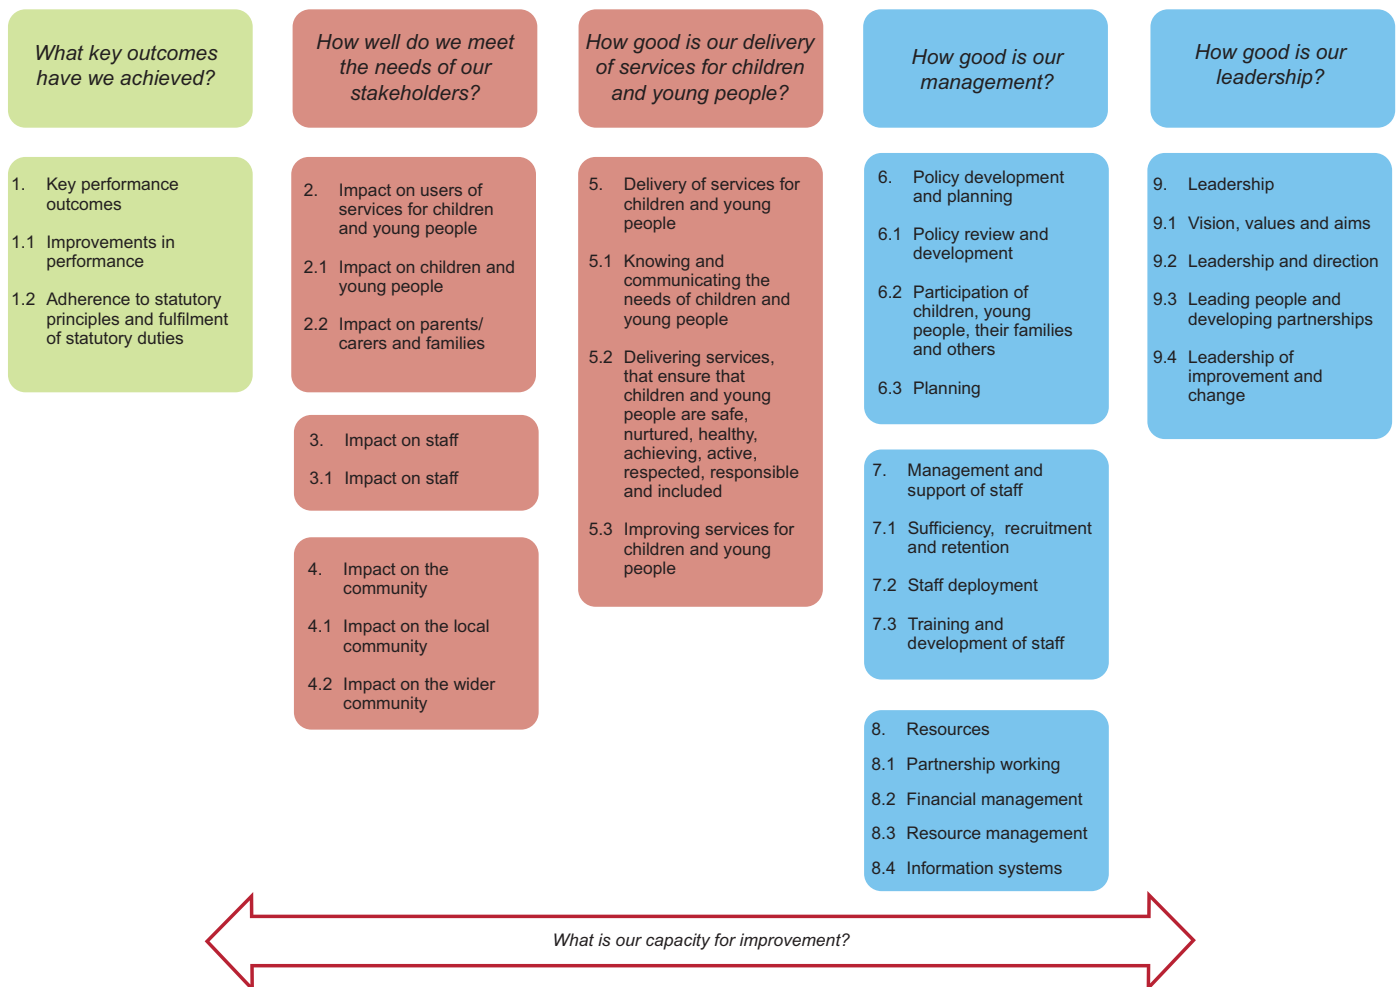 What key outcomes
have we achieved?
How well do we meet
the needs of our
stakeholders?
How good is our delivery
of services for children
and young people?
How good is our
management?
How good is our
leadership?
1. Key performance
outcomes
1.1 Improvements in
performance
1.2 Adherence to statutory
principles and fulfilment
of statutory duties
2. Impact on users of
services for children
and young people
2.1 Impact on children and
young people
2.2 Impact on parents/
carers and families
3. Impact on staff
3.1 Impact on staff
4. Impact on the
community
4.1 Impact on the local
community
4.2 Impact on the wider
community
5. Delivery of services for
children and young
people
5.1 Knowing and
communicating the
needs of children and
young people
5.2 Delivering services,
that ensure that
children and young
people are safe,
nurtured, healthy,
achieving, active,
respected, responsible
and included
5.3 Improving services for
children and young
people
6. Policy development
and planning
6.1 Policy review and
development
6.2 Participation of
children, young
people, their families
and others
6.3 Planning
7. Management and
support of staff
7.1 Sufficiency, recruitment
and retention
7.2 Staff deployment
7.3 Training and
development of staff
8. Resources
8.1 Partnership working
8.2 Financial management
8.3 Resource management
8.4 Information systems
9. Leadership
9.1 Vision, values and aims
9.2 Leadership and direction
9.3 Leading people and
developing partnerships
9.4 Leadership of
improvement and
change
What is our capacity for improvement?